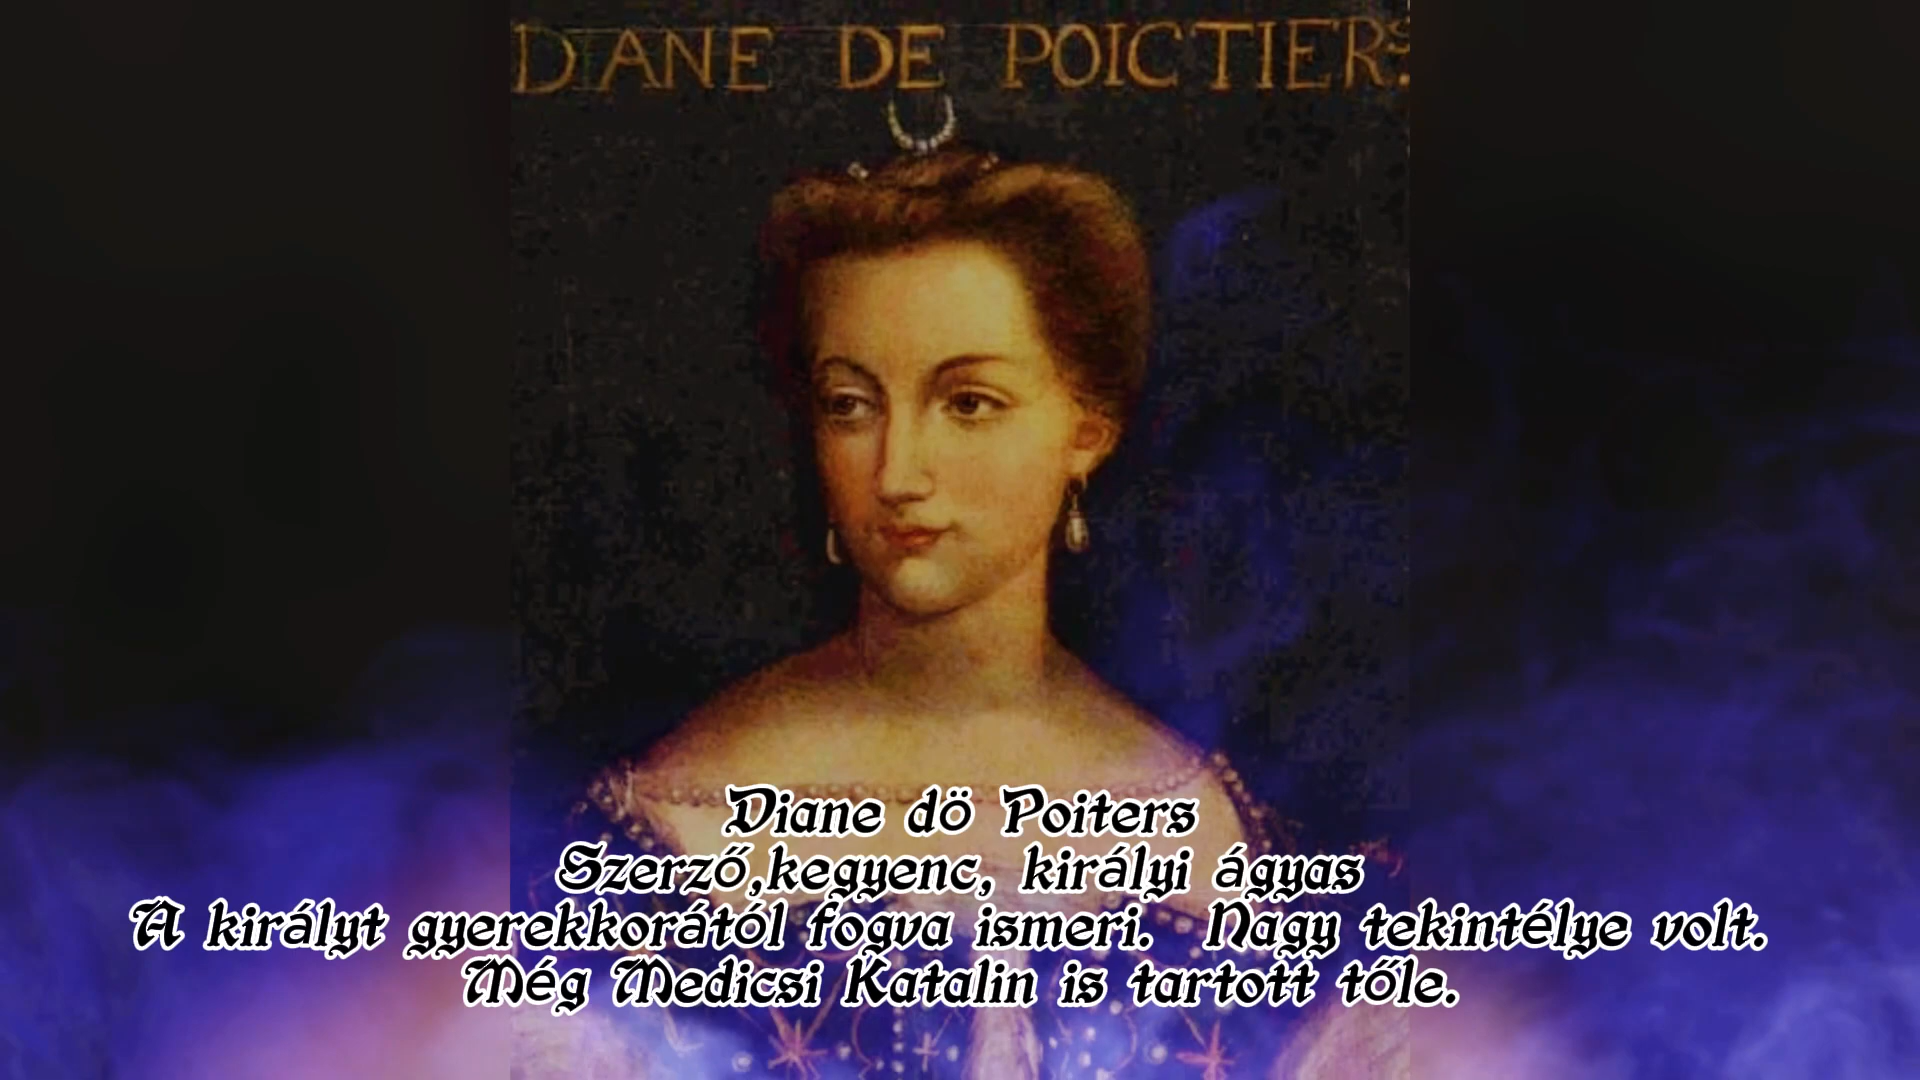 DIANE DE POICTIERS.
Diane dö Poiters
Szerző,kegyenc, királyi ágyas
A királyt gyerekkorától fogva ismeri. Nagy tekintélye volt.
Még Medicsi Katalin is tartott tőle.